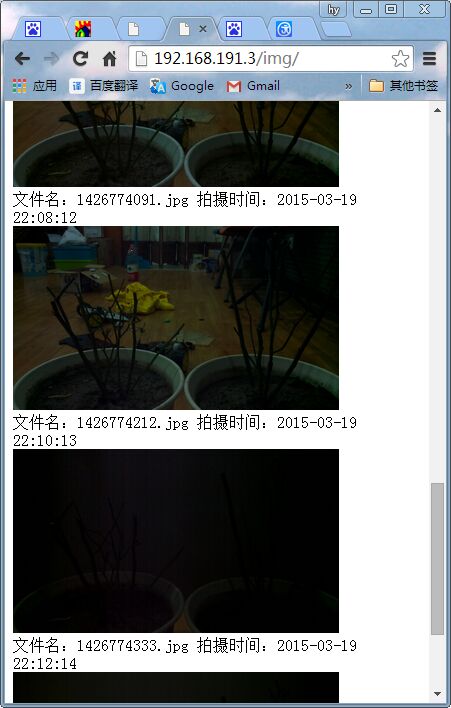 hy
192.168.191.3/img/
应用 译 百度翻译 Google Gmail » 其他书签
文件名：1426774091.jpg 拍摄时间：2015-03-19
22:08:12
文件名：1426774212.jpg 拍摄时间：2015-03-19
22:10:13
文件名：1426774333.jpg 拍摄时间：2015-03-19
22:12:14